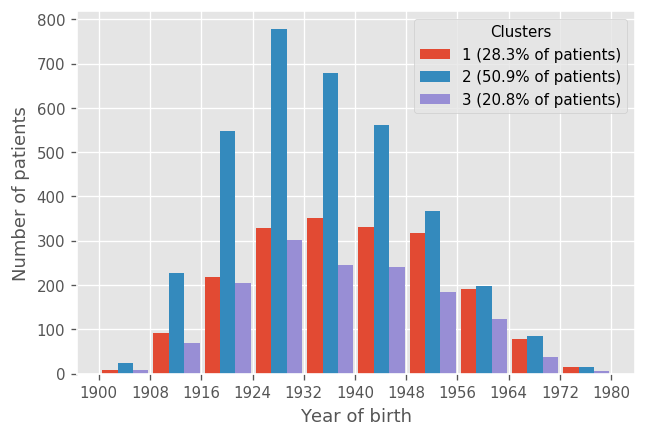 Clusters
1 (28.3% of patients)
2 (50.9% of patients)
3 (20.8% of patients)
800
700
600
500
400
300
200
100
0
Number of patients
1900 1908 1916 1924 1932 1940 1948 1956 1964 1972 1980
Year of birth